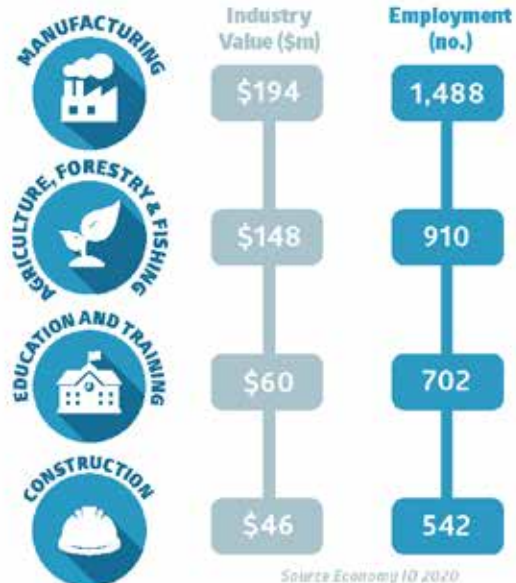 Industry Value ($m)
Employment (no.)
MANUFACTURING
$194
1,488
AGRICULTURE, FORESTRY & FISHING
$148
910
EDUCATION AND TRAINING
$60
702
CONSTRUCTION
$46
542
Source Economy ID 2020